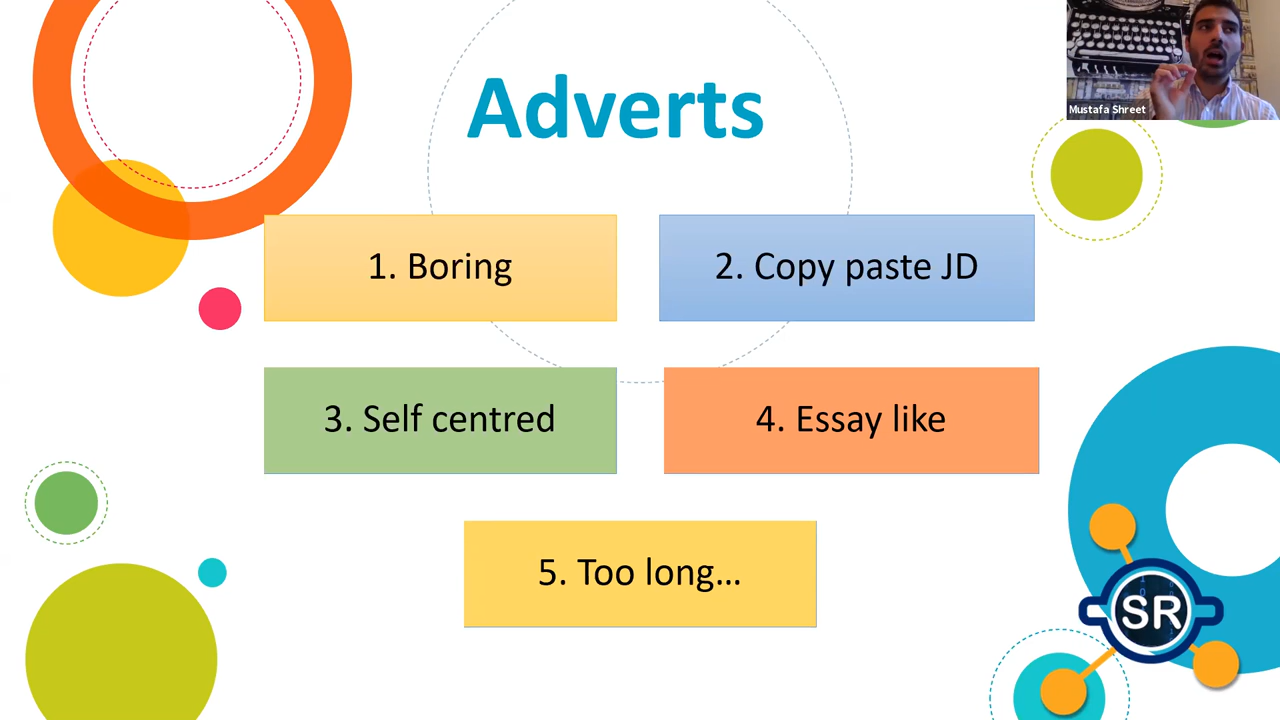 Adverts
Mustafa Shreet
1. Boring
2. Copy paste JD
3. Self centred
4. Essay like
5. Too long...
SR